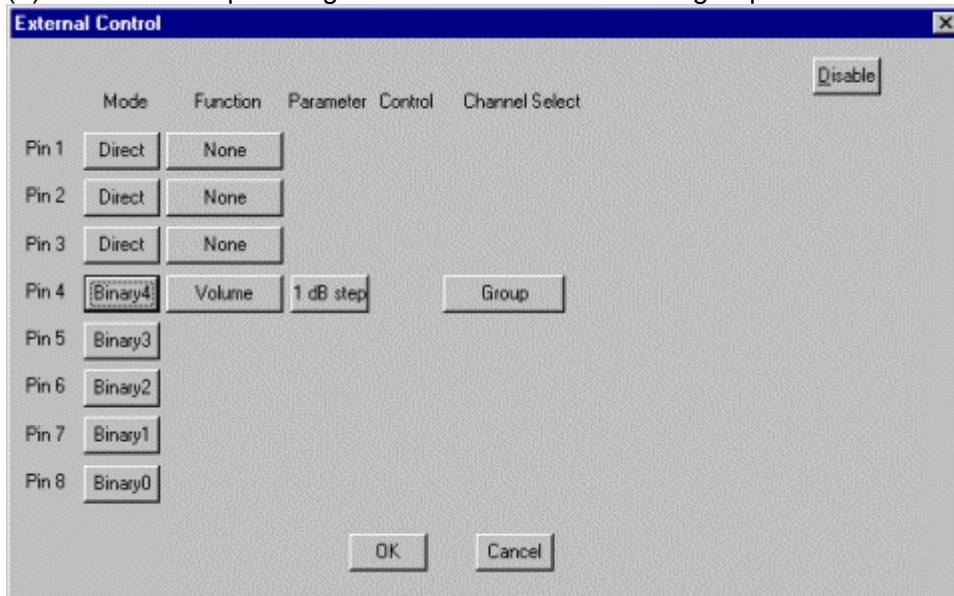 External Control
Disable
Mode Function Parameter Control Channel Select
Pin 1 Direct None
Pin 2 Direct None
Pin 3 Direct None
Pin 4 Binary4 Volume 1 dB step Group
Pin 5 Binary3
Pin 6 Binary2
Pin 7 Binary1
Pin 8 Binary0
OK Cancel